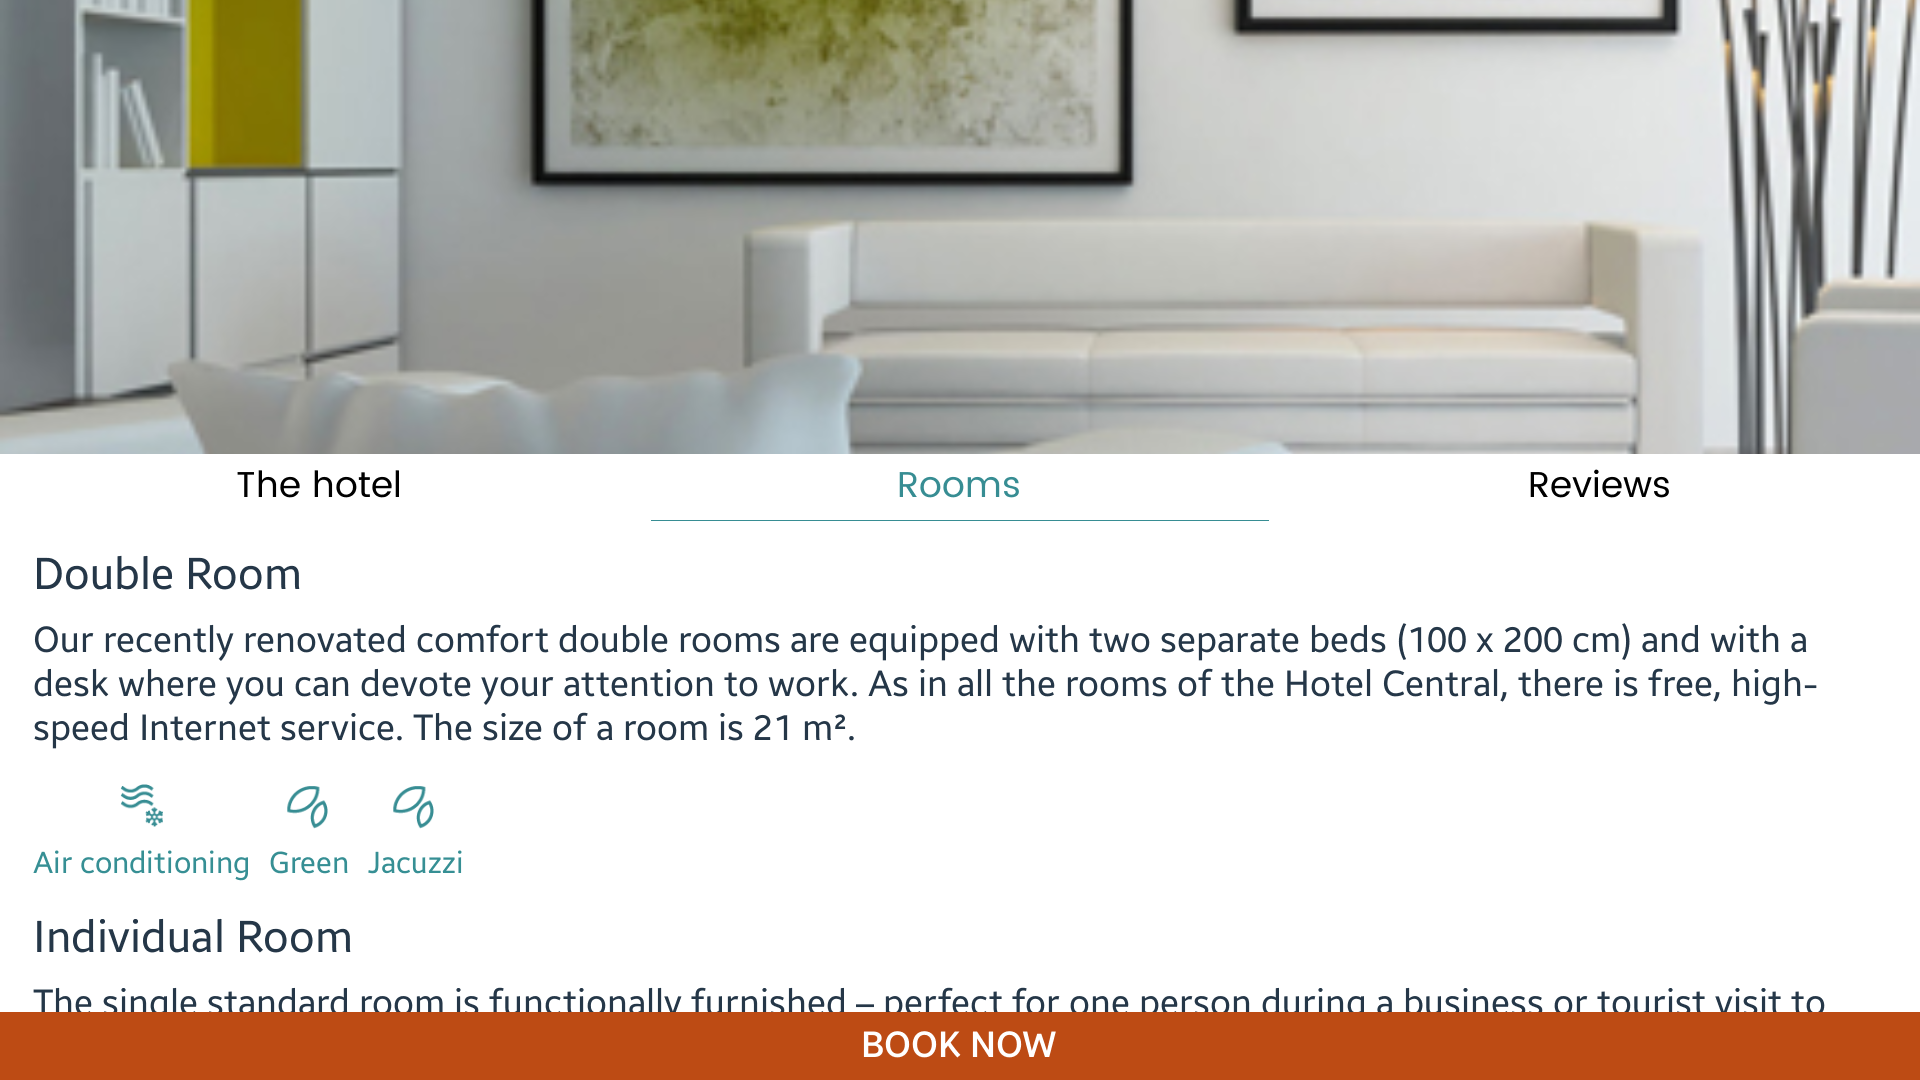 The hotel
Rooms
Reviews
Double Room
Our recently renovated comfort double rooms are equipped with two separate beds (100 x 200 cm) and with a
desk where you can devote your attention to work. As in all the rooms of the Hotel Central, there is free, high-
speed Internet service. The size of a room is 21 m².
Air conditioning
Green
Jacuzzi
Individual Room
The single standard room is functionally furnished – perfect for one person during a business or tourist visit to
BOOK NOW